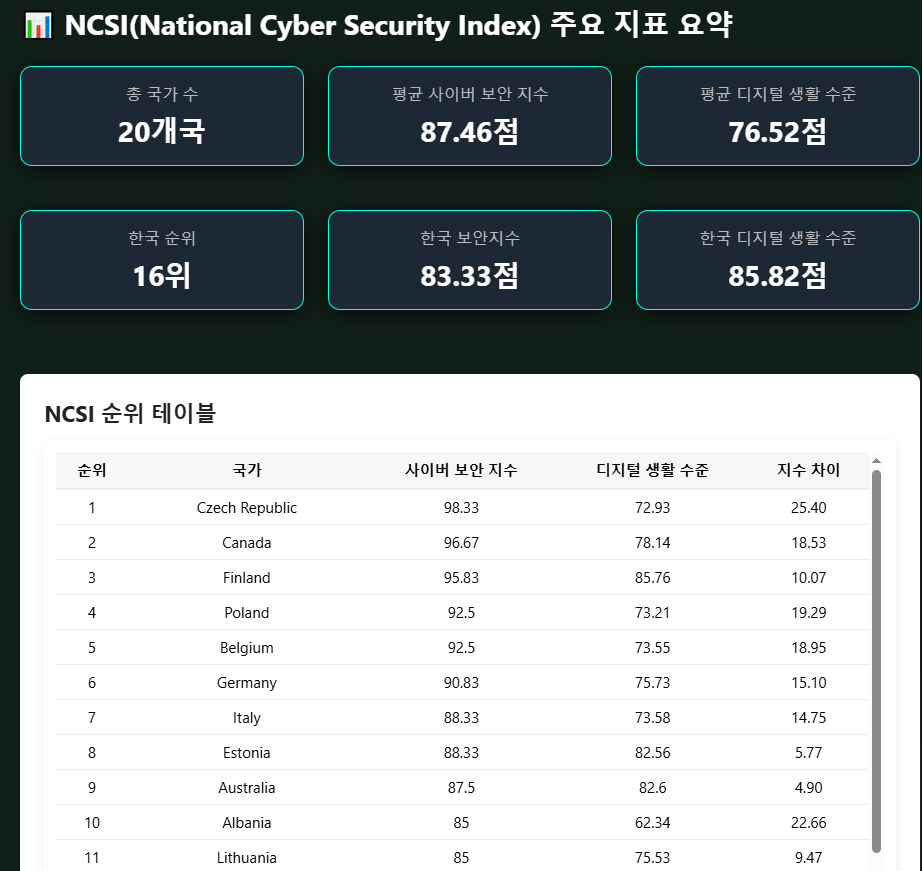 📊 NCSI(National Cyber Security Index) 주요 지표 요약
총 국가 수 평균 사이버 보안 지수 평균 디지털 생활 수준
20개국 87.46점 76.52점
한국 순위 한국 보안지수 한국 디지털 생활 수준
16위 83.33점 85.82점
NCSI 순위 테이블
순위 국가 사이버 보안 지수 디지털 생활 수준 지수 차이
1 Czech Republic 98.33 72.93 25.40
2 Canada 96.67 78.14 18.53
3 Finland 95.83 85.76 10.07
4 Poland 92.5 73.21 19.29
5 Belgium 92.5 73.55 18.95
6 Germany 90.83 75.73 15.10
7 Italy 88.33 73.58 14.75
8 Estonia 88.33 82.56 5.77
9 Australia 87.5 82.6 4.90
10 Albania 85 62.34 22.66
11 Lithuania 85 75.53 9.47